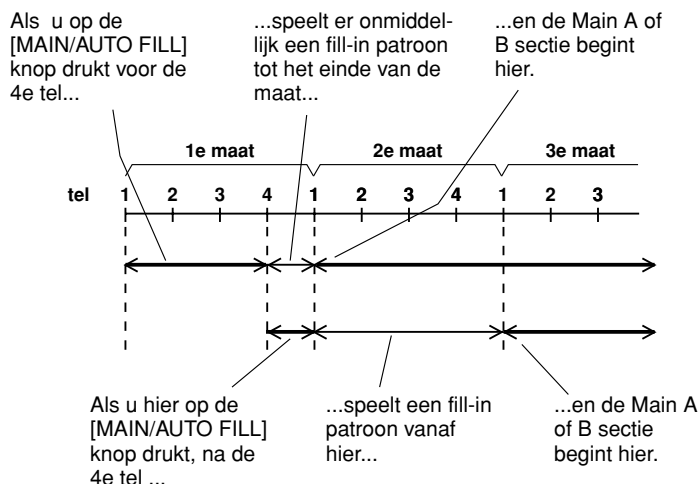 Als u op de
[MAIN/AUTO FILL]
knop drukt voor de
4e tel...
...speelt er onmiddel-
lijk een fill-in patroon
tot het einde van de
maat...
...en de Main A of
B sectie begint
hier.
1e maat 2e maat 3e maat
tel 1 2 3 4 1 2 3 4 1 2 3
Als u hier op de
[MAIN/AUTO FILL]
knop drukt, na de
4e tel ...
...speelt een fill-in
patroon vanaf
hier...
...en de Main A
of B sectie
begint hier.